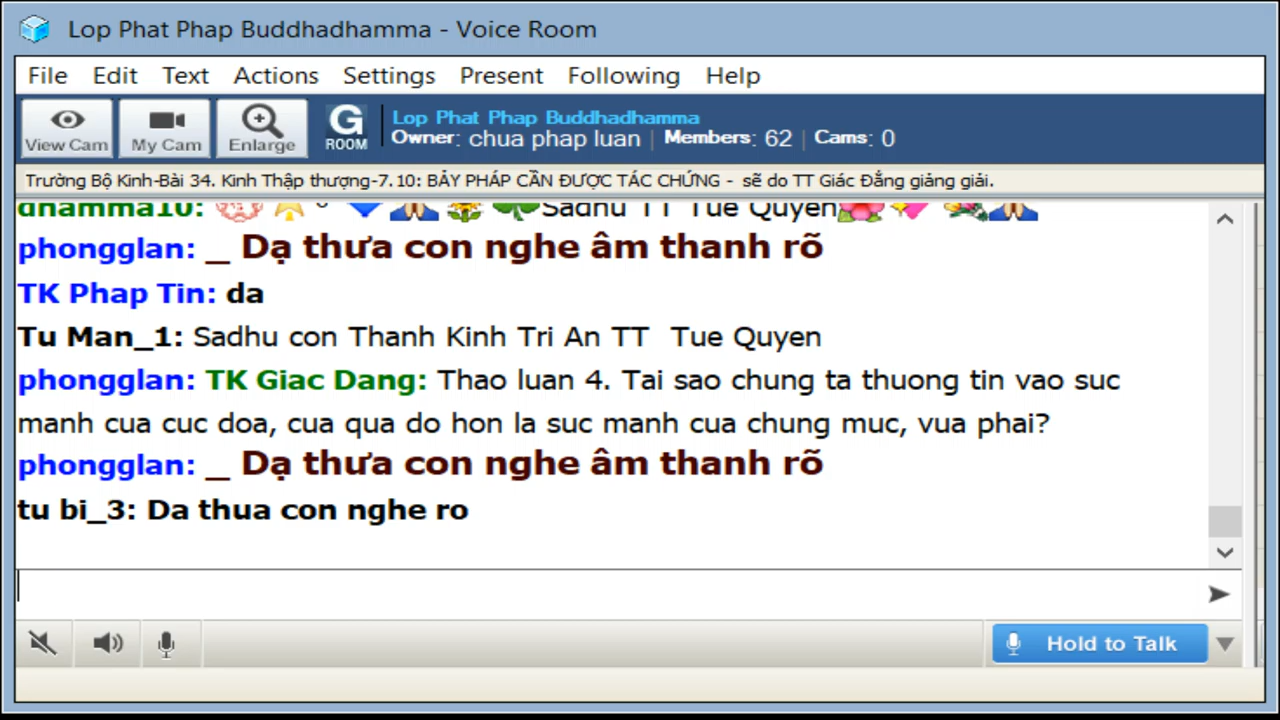 Lop Phat Phap Buddhadhamma - Voice Room
File Edit Text Actions Settings Present Following Help
View Cam My Cam Enlarge G ROOM
Lop Phat Phap Buddhadhamma
Owner: chua phap luan | Members: 62 | Cams: 0
Trường Bộ Kinh-Bài 34. Kinh Thập thượng-7.10: BẢY PHÁP CẦN ĐƯỢC TÁC CHỨNG - sẽ do TT Giác Đẳng giảng giải.
dhamma10: Sadhu TT Tue Quyen
phongglan: _ Dạ thưa con nghe âm thanh rõ
TK Phap Tin: da
Tu Man_1: Sadhu con Thanh Kinh Tri An TT Tue Quyen
phongglan: TK Giac Dang: Thao luan 4. Tai sao chung ta thuong tin vao suc
manh cua cuc doa, cua qua do hon la suc manh cua chung muc, vua phai?
phongglan: _ Dạ thưa con nghe âm thanh rõ
tu bi_3: Da thua con nghe ro
Hold to Talk